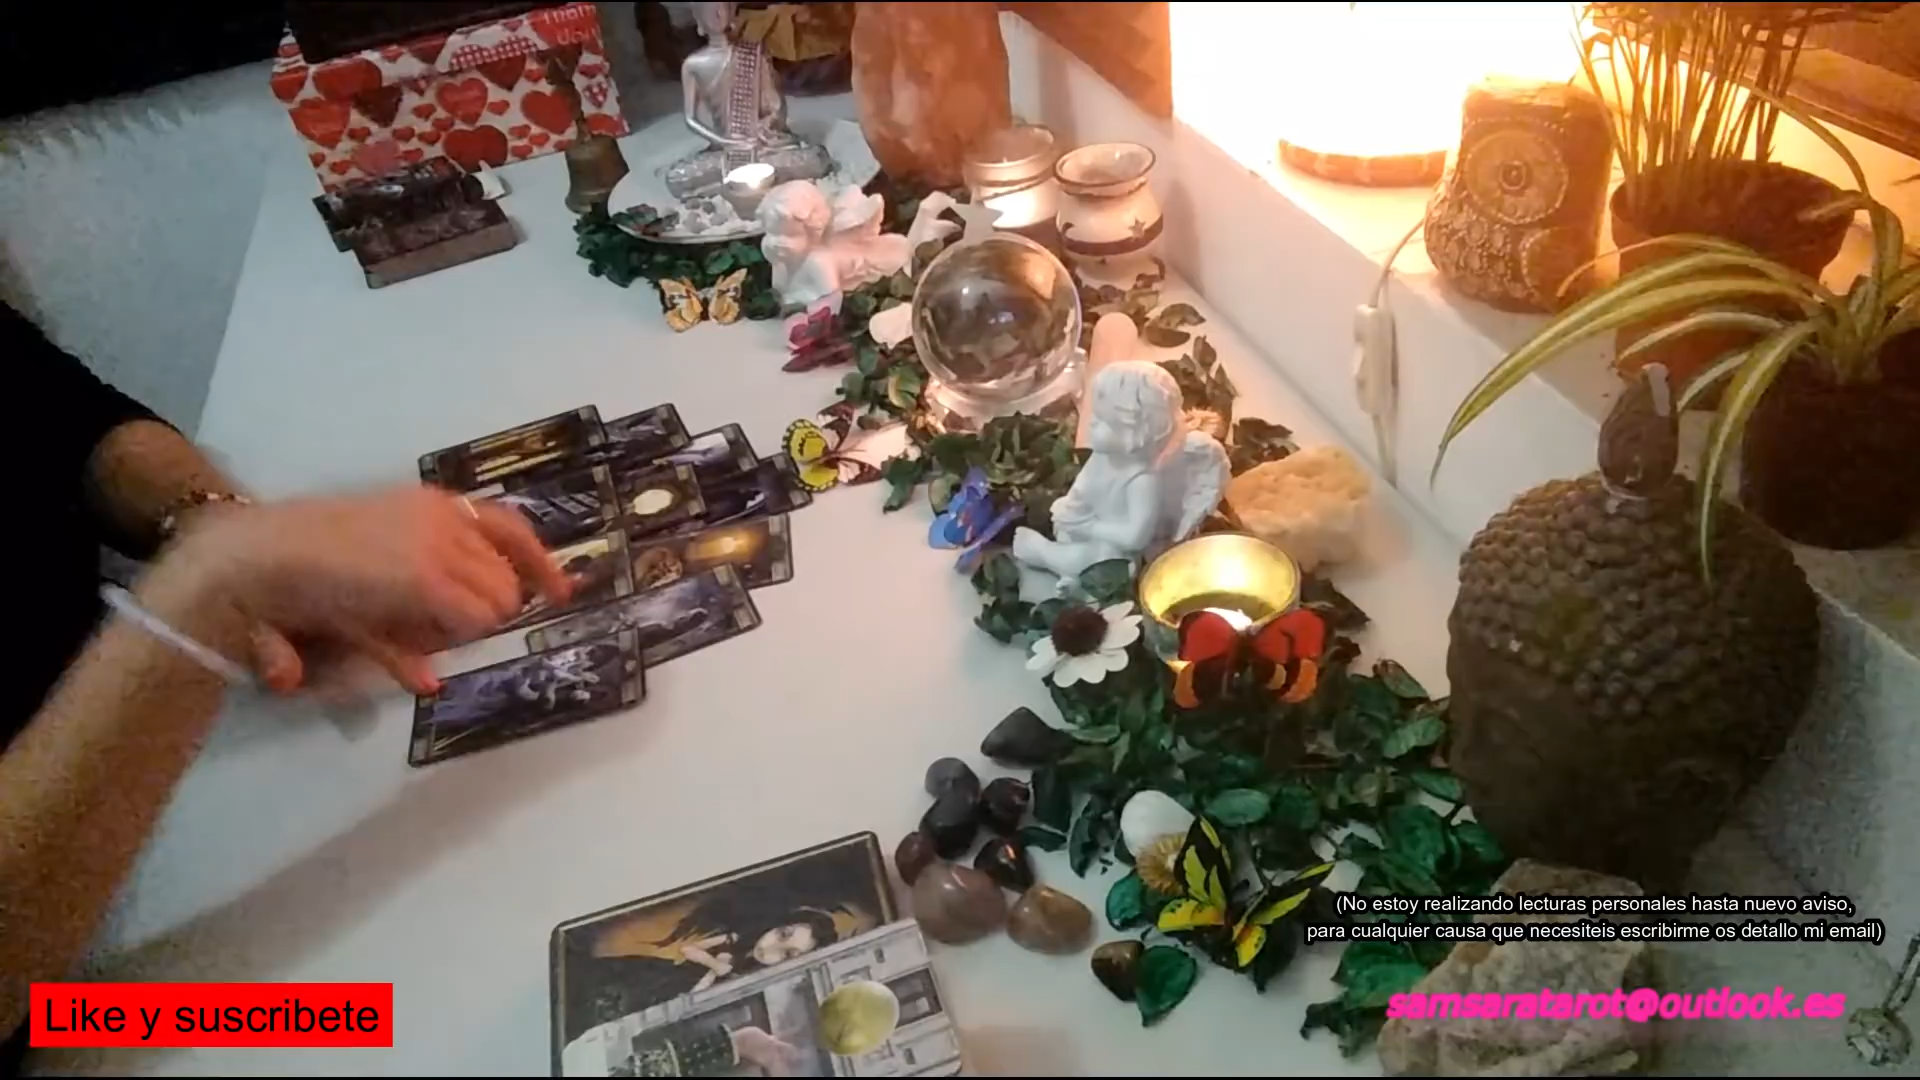 (No estoy realizando lecturas personales hasta nuevo aviso,
para cualquier causa que necesiteis escribirme os detallo mi email)
Like y suscribete
samsaratarot@outlook.es